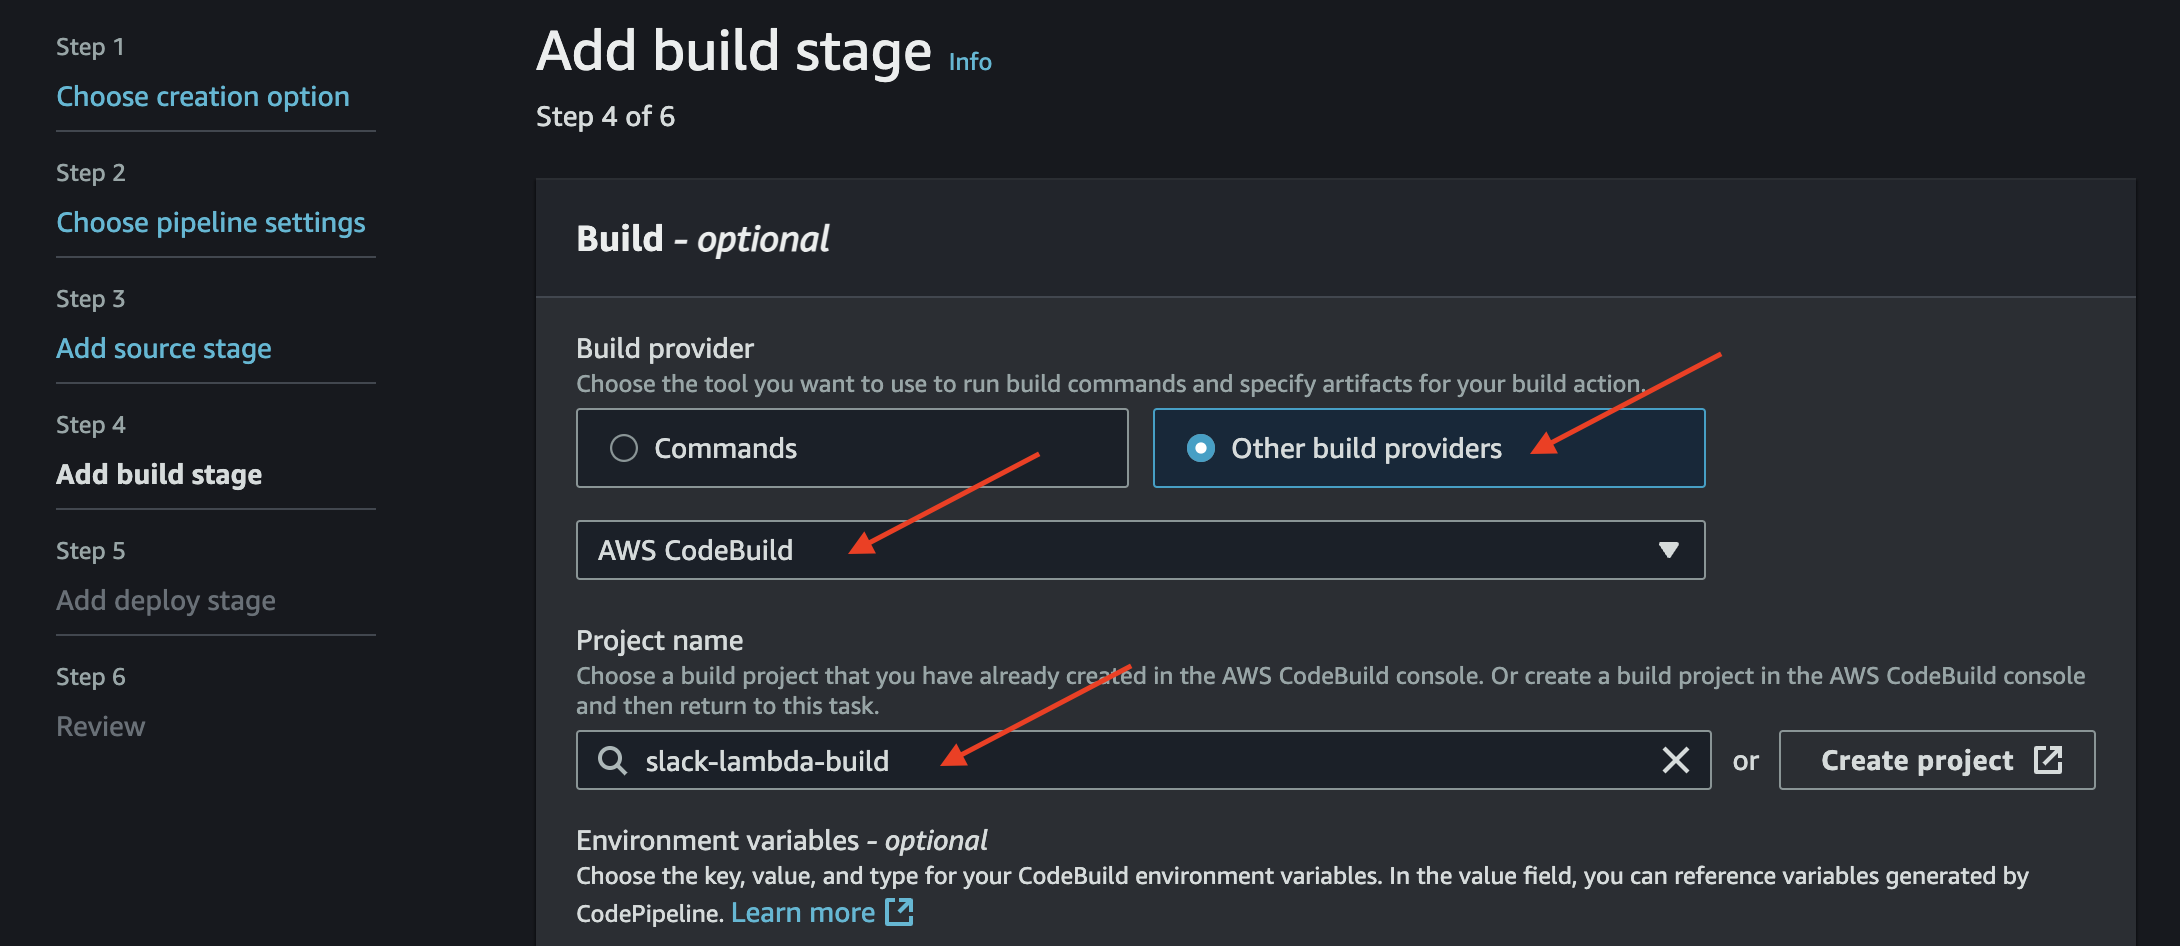 Step 1
Choose creation option
Step 2
Choose pipeline settings
Step 3
Add source stage
Step 4
Add build stage
Step 5
Add deploy stage
Step 6
Review
Add build stage Info
Step 4 of 6
Build - optional
Build provider
Choose the tool you want to use to run build commands and specify artifacts for your build action.
Commands
Other build providers
AWS CodeBuild
Project name
Choose a build project that you have already created in the AWS CodeBuild console. Or create a build project in the AWS CodeBuild console
and then return to this task.
slack-lambda-build
or
Create project
Environment variables - optional
Choose the key, value, and type for your CodeBuild environment variables. In the value field, you can reference variables generated by
CodePipeline. Learn more